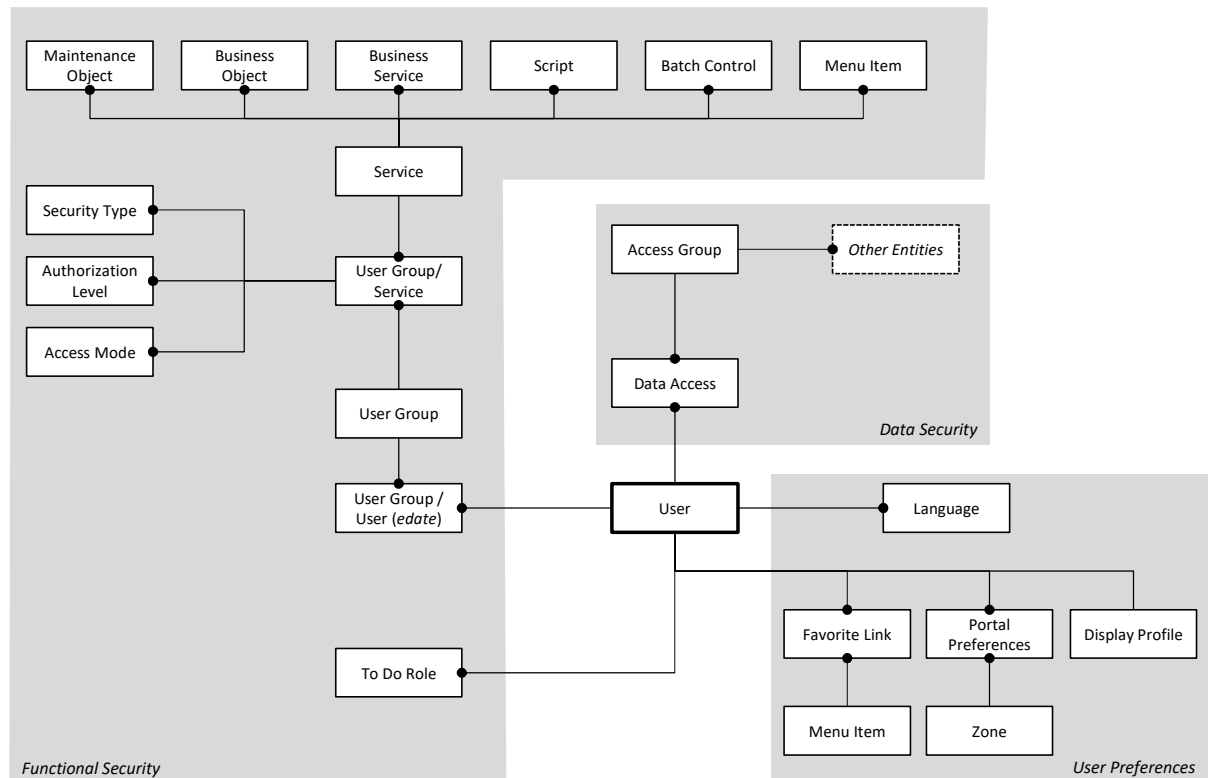 Maintenance
Object
Business
Object
Business
Service
Script
Batch Control
Menu Item
Service
Security Type
Authorization
Level
Access Mode
User Group/
Service
User Group
User Group /
User (edate)
To Do Role
Functional Security
Access Group
Other Entities
Data Access
Data Security
User
Language
Favorite Link
Portal
Preferences
Display Profile
Menu Item
Zone
User Preferences